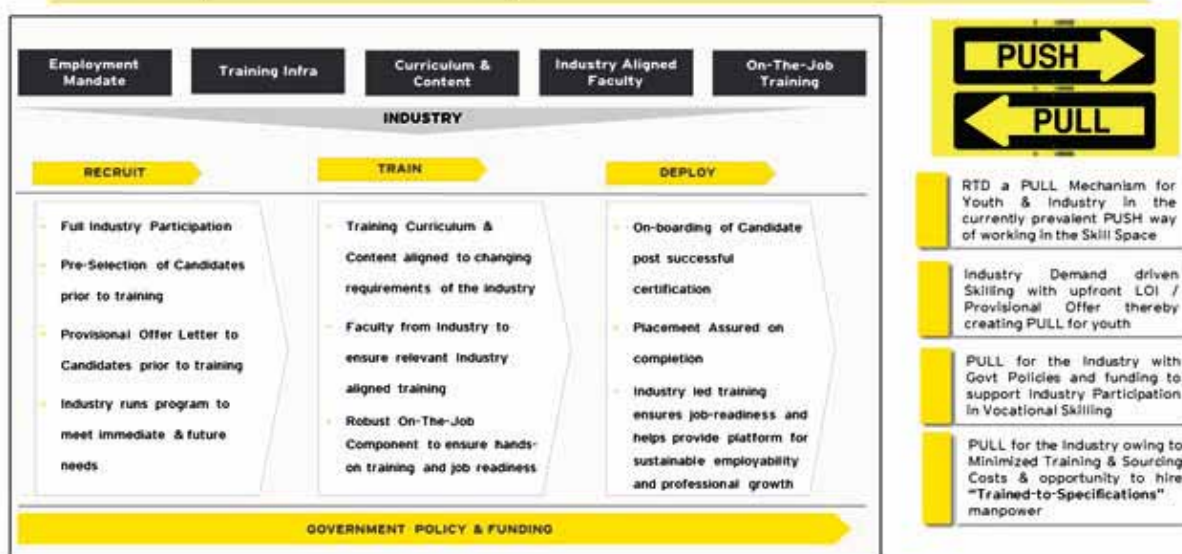 Employment
Mandate
Training Infra
Curriculum &
Content
Industry Aligned
Faculty
On-The-Job
Training
INDUSTRY
RECRUIT
Full Industry Participation
Pre-Selection of Candidates
prior to training
Provisional Offer Letter to
Candidates prior to training
Industry runs program to
meet immediate & future
needs
TRAIN
Training Curriculum &
Content aligned to changing
requirements of the industry
Faculty from Industry to
ensure relevant Industry
aligned training
Robust On-The-Job
Component to ensure hands-
on training and job readiness
DEPLOY
On-boarding of Candidate
post successful
certification
Placement Assured on
completion
Industry led training
ensures job-readiness and
helps provide platform for
sustainable employability
and professional growth
GOVERNMENT POLICY & FUNDING
PUSH
PULL
RTD a PULL Mechanism for
Youth & Industry in the
currently prevalent PUSH way
of working in the Skill Space
Industry Demand driven
Skilling with upfront LOI /
Provisional Offer thereby
creating PULL for youth
PULL for the Industry with
Govt Policies and funding to
support Industry Participation
in Vocational Skilling
PULL for the Industry owing to
Minimized Training & Sourcing
Costs & opportunity to hire
"Trained-to-Specifications"
manpower